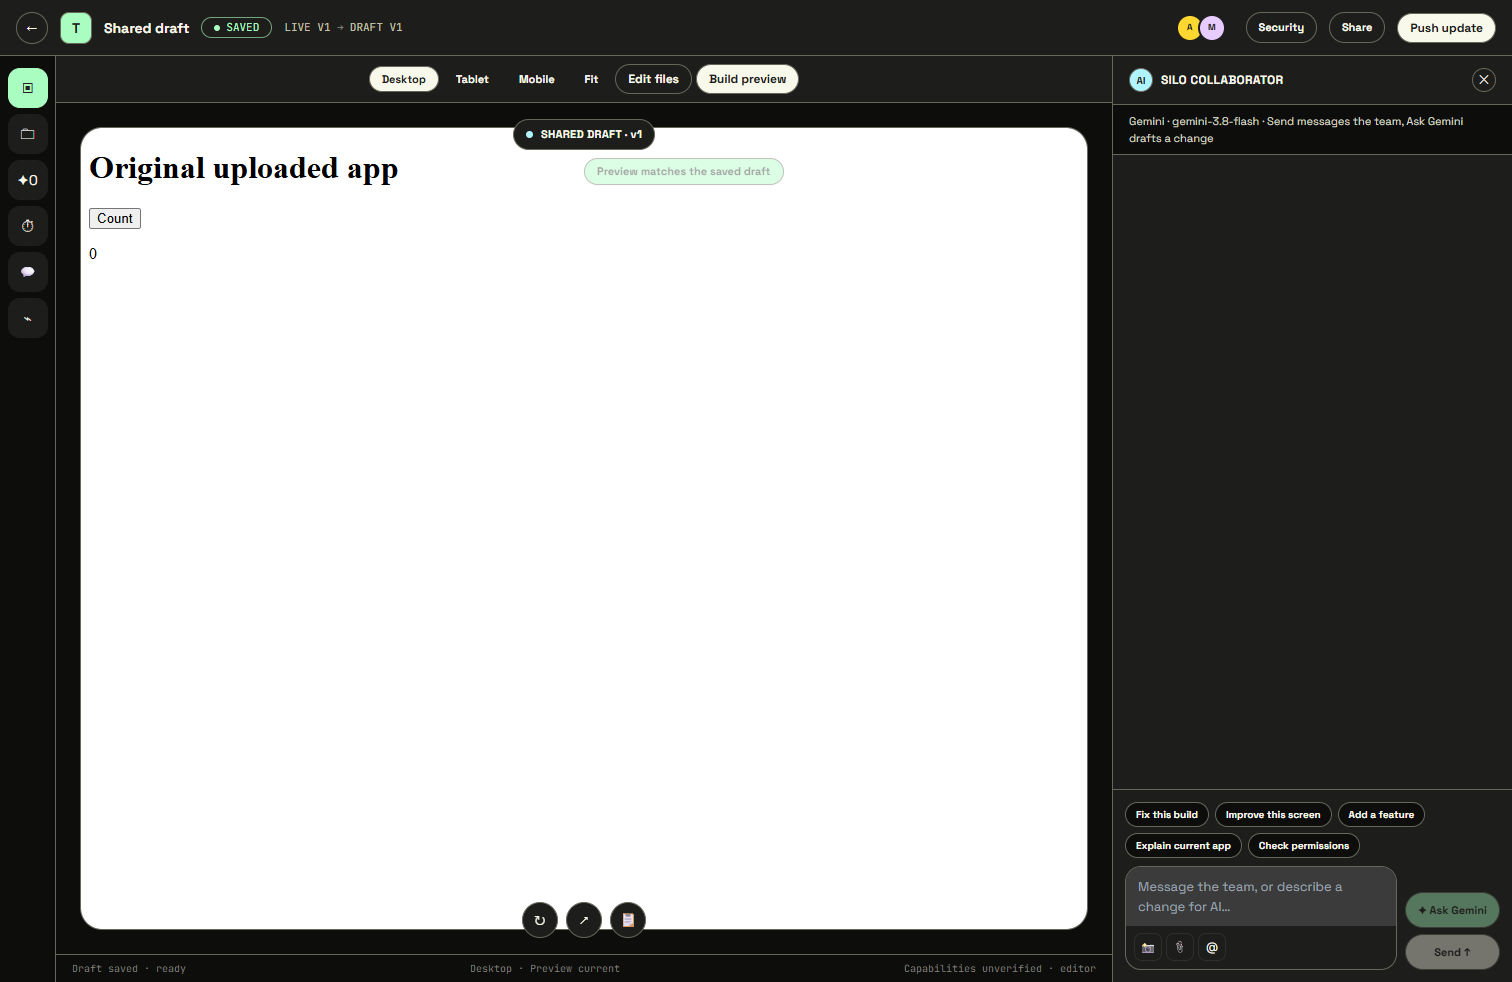 ←
T
Shared draft
SAVED
LIVE V1 → DRAFT V1
A
M
Security
Share
Push update
Desktop
Tablet
Mobile
Fit
Edit files
Build preview
AI
SILO COLLABORATOR
Gemini · gemini-3.8-flash · Send messages the team, Ask Gemini
drafts a change
✦0
SHARED DRAFT · v1
Preview matches the saved draft
Original uploaded app
Count
0
Fix this build
Improve this screen
Add a feature
Explain current app
Check permissions
Message the team, or describe a
change for AI…
@
✦ Ask Gemini
Send ↑
Draft saved · ready
Desktop · Preview current
Capabilities unverified · editor